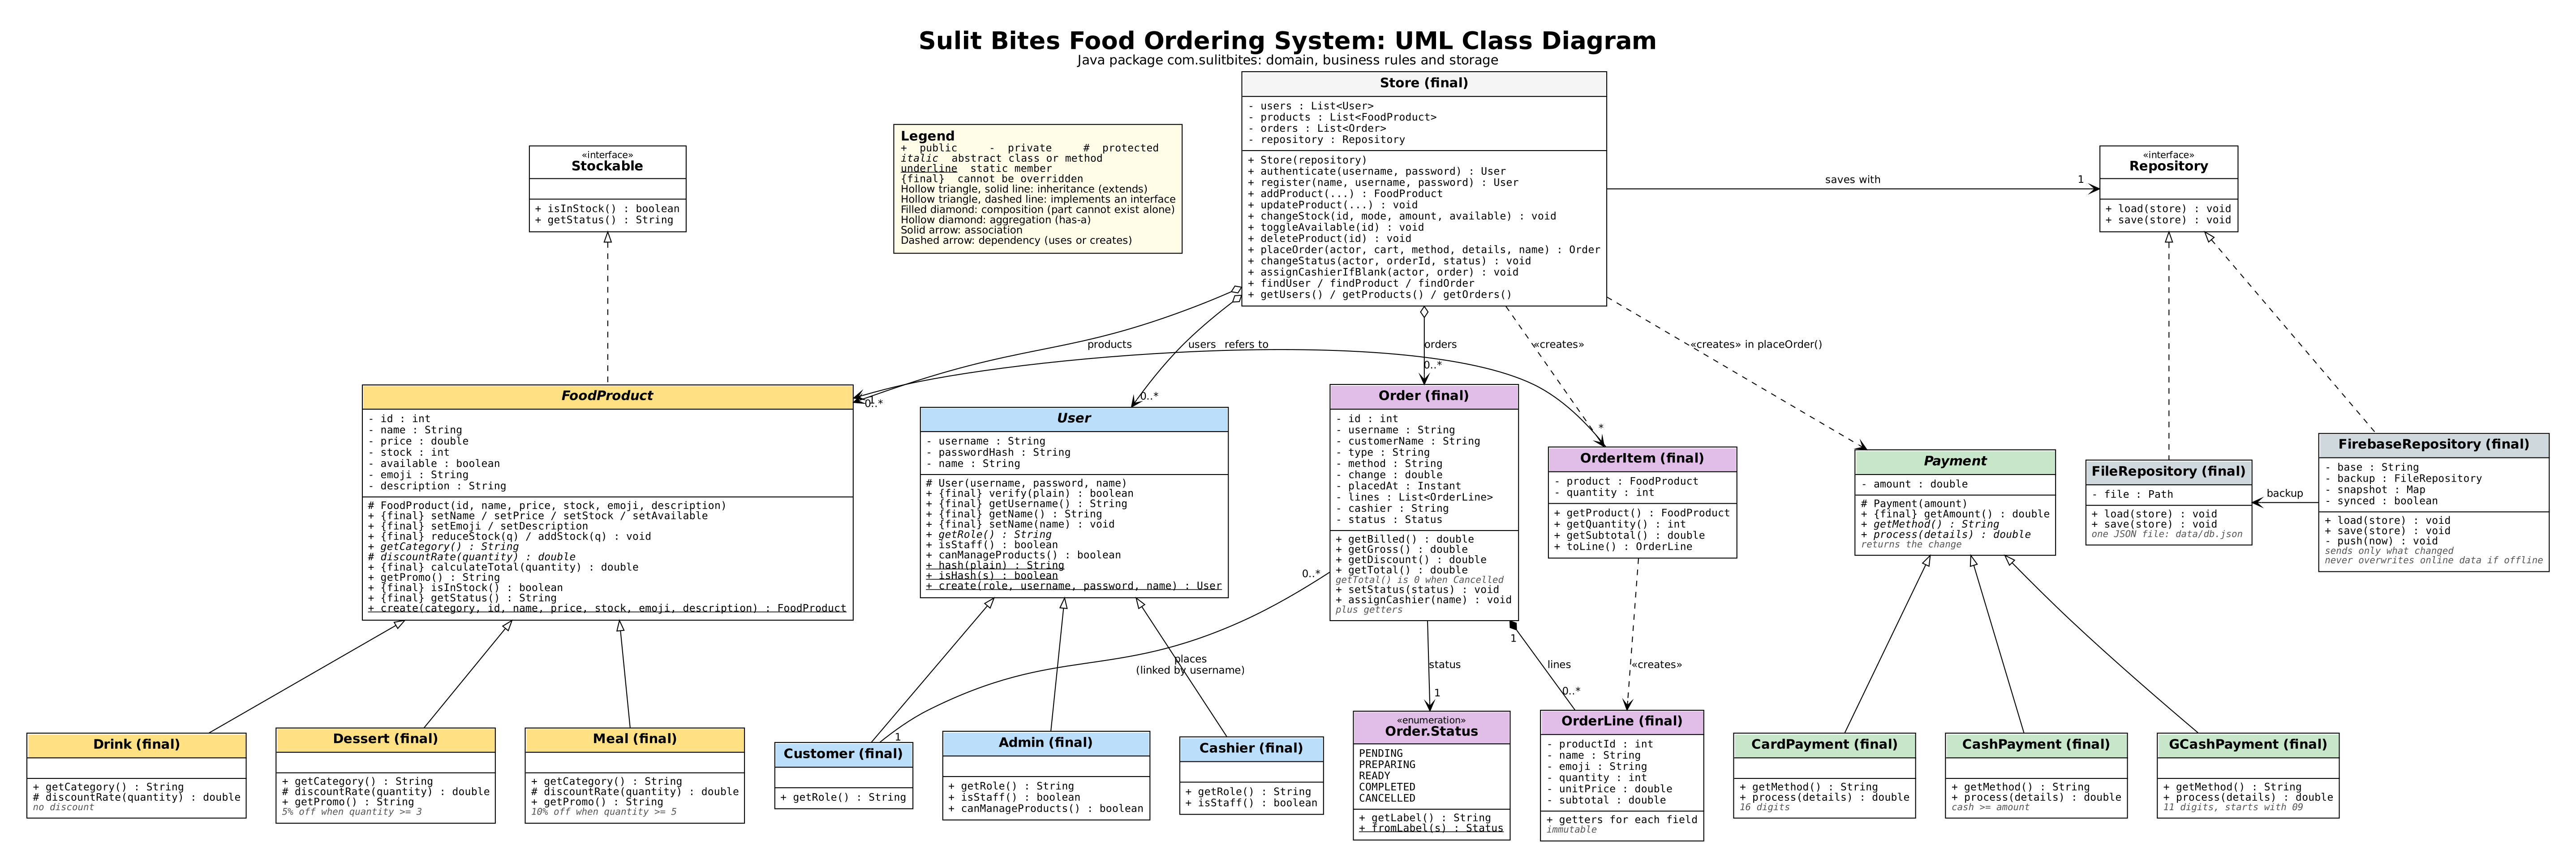 Sulit Bites Food Ordering System: UML Class Diagram
Java package com.sulitbites: domain, business rules and storage
Store (final)
- users : List<User>
- products : List<FoodProduct>
- orders : List<Order>
- repository : Repository
+ Store(repository)
+ authenticate(username, password) : User
+ register(name, username, password) : User
+ addProduct(...) : FoodProduct
+ updateProduct(...) : void
+ changeStock(id, mode, amount, available) : void
+ toggleAvailable(id) : void
+ deleteProduct(id) : void
+ placeOrder(actor, cart, method, details, name) : Order
+ changeStatus(actor, orderId, status) : void
+ assignCashierIfBlank(actor, order) : void
+ findUser / findProduct / findOrder
+ getUsers() / getProducts() / getOrders()
Legend
+ public - private # protected
italic abstract class or method
underline static member
{final} cannot be overridden
Hollow triangle, solid line: inheritance (extends)
Hollow triangle, dashed line: implements an interface
Filled diamond: composition (part cannot exist alone)
Hollow diamond: aggregation (has-a)
Solid arrow: association
Dashed arrow: dependency (uses or creates)
«interface»
Stockable
+ isInStock() : boolean
+ getStatus() : String
saves with
1
«interface»
Repository
+ load(store) : void
+ save(store) : void
products
users
refers to
orders
«creates»
«creates» in placeOrder()
0..*
1
0..*
0..*
*
FoodProduct
- id : int
- name : String
- price : double
- stock : int
- available : boolean
- emoji : String
- description : String
# FoodProduct(id, name, price, stock, emoji, description)
+ {final} setName / setPrice / setStock / setAvailable
+ {final} setEmoji / setDescription
+ {final} reduceStock(q) / addStock(q) : void
+ getCategory() : String
# discountRate(quantity) : double
+ {final} calculateTotal(quantity) : double
+ getPromo() : String
+ {final} isInStock() : boolean
+ {final} getStatus() : String
+ create(category, id, name, price, stock, emoji, description) : FoodProduct
User
- username : String
- passwordHash : String
- name : String
# User(username, password, name)
+ {final} verify(plain) : boolean
+ {final} getUsername() : String
+ {final} getName() : String
+ {final} setName(name) : void
+ getRole() : String
+ isStaff() : boolean
+ canManageProducts() : boolean
+ hash(plain) : String
+ isHash(s) : boolean
+ create(role, username, password, name) : User
Order (final)
- id : int
- username : String
- customerName : String
- type : String
- method : String
- change : double
- placedAt : Instant
- lines : List<OrderLine>
- cashier : String
- status : Status
+ getBilled() : double
+ getGross() : double
+ getDiscount() : double
+ getTotal() : double
getTotal() is 0 when Cancelled
+ setStatus(status) : void
+ assignCashier(name) : void
plus getters
OrderItem (final)
- product : FoodProduct
- quantity : int
+ getProduct() : FoodProduct
+ getQuantity() : int
+ getSubtotal() : double
+ toLine() : OrderLine
Payment
- amount : double
# Payment(amount)
+ {final} getAmount() : double
+ getMethod() : String
+ process(details) : double
returns the change
FileRepository (final)
- file : Path
+ load(store) : void
+ save(store) : void
one JSON file: data/db.json
backup
FirebaseRepository (final)
- base : String
- backup : FileRepository
- snapshot : Map
- synced : boolean
+ load(store) : void
+ save(store) : void
- push(now) : void
sends only what changed
never overwrites online data if offline
0..*
places
(linked by username)
1
status
1
1
lines
0..*
«creates»
Drink (final)
+ getCategory() : String
# discountRate(quantity) : double
no discount
Dessert (final)
+ getCategory() : String
# discountRate(quantity) : double
+ getPromo() : String
5% off when quantity >= 3
Meal (final)
+ getCategory() : String
# discountRate(quantity) : double
+ getPromo() : String
10% off when quantity >= 5
Customer (final)
+ getRole() : String
Admin (final)
+ getRole() : String
+ isStaff() : boolean
+ canManageProducts() : boolean
Cashier (final)
+ getRole() : String
+ isStaff() : boolean
«enumeration»
Order.Status
PENDING
PREPARING
READY
COMPLETED
CANCELLED
+ getLabel() : String
+ fromLabel(s) : Status
OrderLine (final)
- productId : int
- name : String
- emoji : String
- quantity : int
- unitPrice : double
- subtotal : double
+ getters for each field
immutable
CardPayment (final)
+ getMethod() : String
+ process(details) : double
16 digits
CashPayment (final)
+ getMethod() : String
+ process(details) : double
cash >= amount
GCashPayment (final)
+ getMethod() : String
+ process(details) : double
11 digits, starts with 09